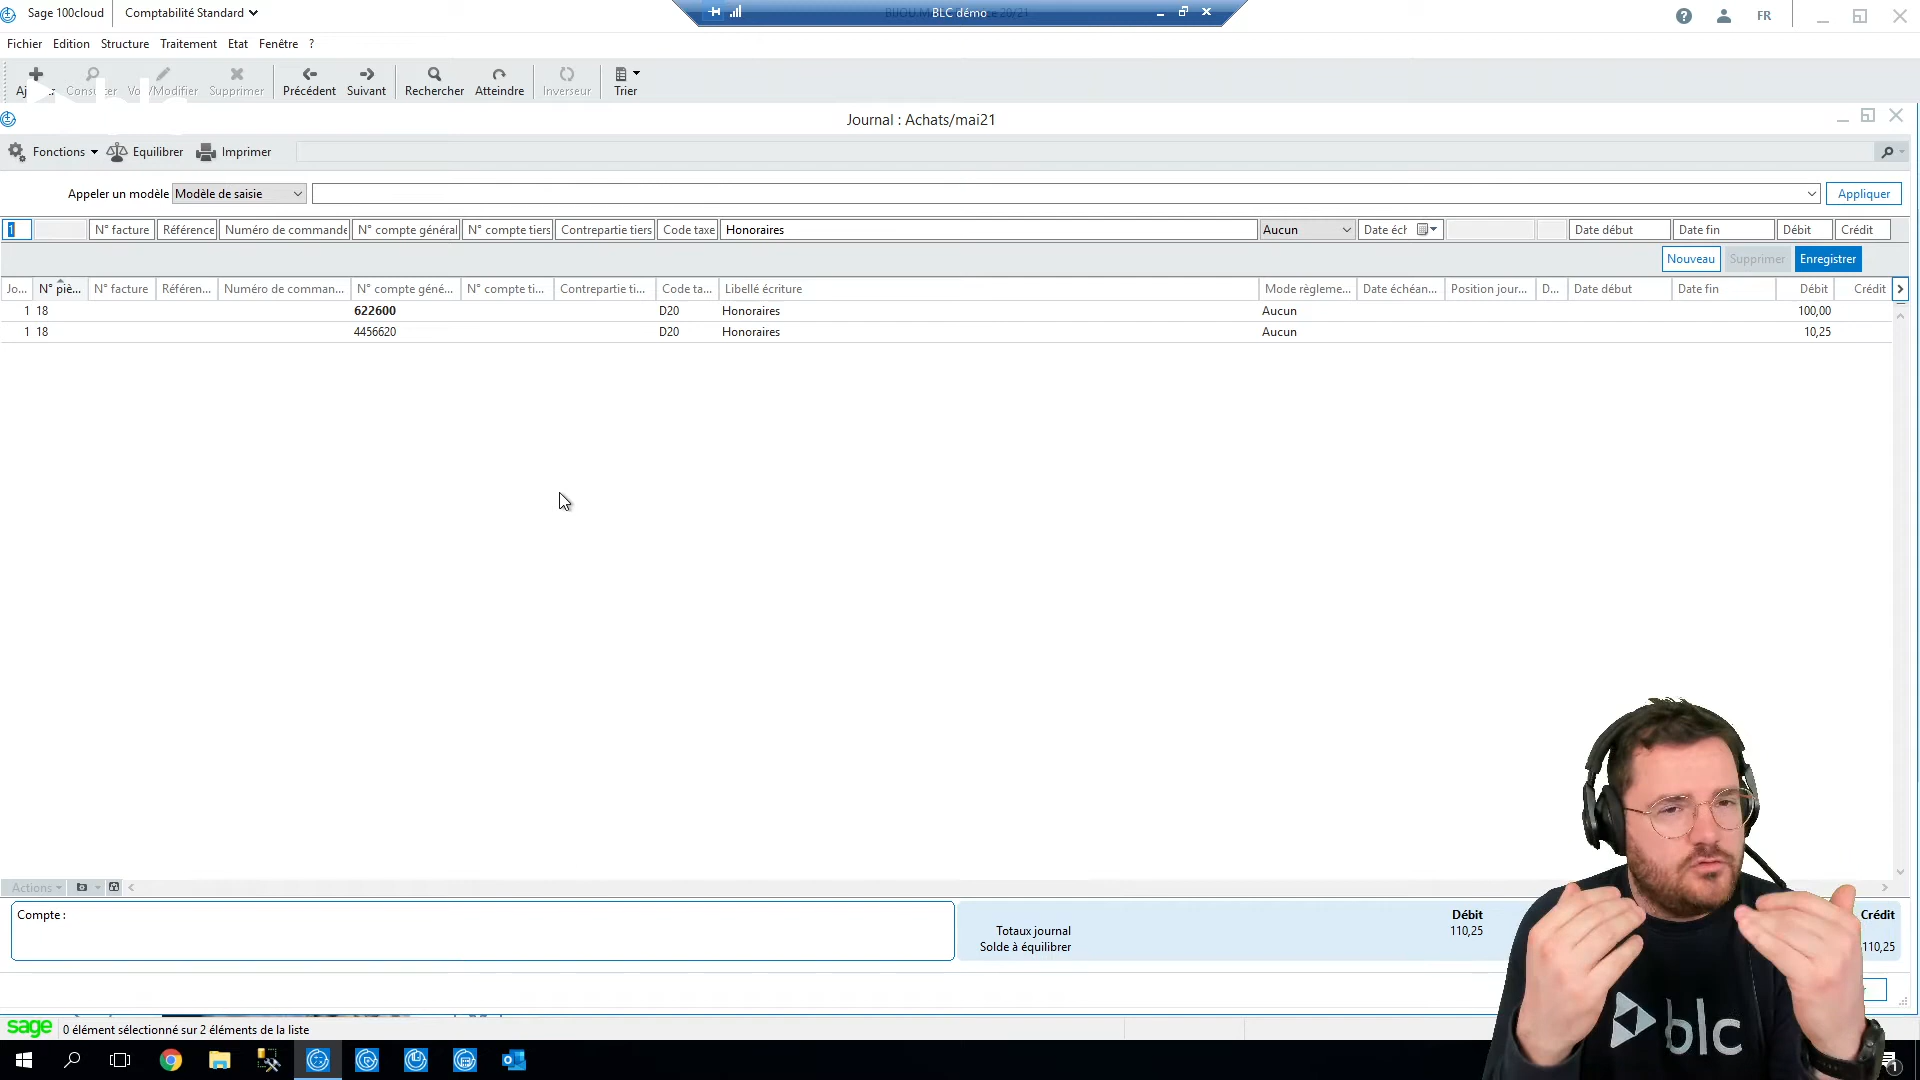 Sage 100cloud Comptabilité Standard BLC démo FR
Fichier Edition Structure Traitement Etat Fenêtre ?
Consulter Voir/Modifier Supprimer Précédent Suivant Rechercher Atteindre Inverseur Trier
blc
Journal : Achats/mai21
Fonctions Equilibrer Imprimer
Appeler un modèle Modèle de saisie Appliquer
1 N° facture Référence Numéro de commande N° compte général N° compte tiers Contrepartie tiers Code taxe Honoraires Aucun Date éch Date début Date fin Débit Crédit
Nouveau Supprimer Enregistrer
Jo... N° piè... N° facture Référen... Numéro de comman... N° compte géné... N° compte ti... Contrepartie ti... Code ta... Libellé écriture Mode règleme... Date échéan... Position jour... D... Date début Date fin Débit Crédit
1 18 622600 D20 Honoraires Aucun 100,00
1 18 4456620 D20 Honoraires Aucun 10,25
Actions
Compte :
Débit Crédit
Totaux journal 110,25
Solde à équilibrer 110,25
blc
sage 0 élément sélectionné sur 2 éléments de la liste
1